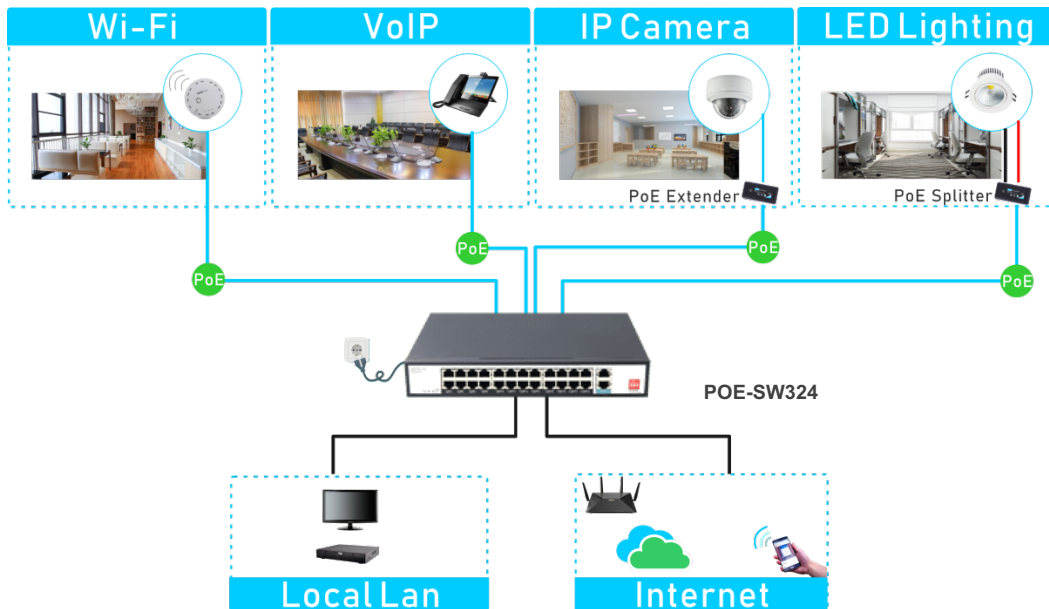 Wi-Fi
VoIP
IP Camera
LED Lighting
PoE Extender
PoE Splitter
PoE
PoE
PoE
PoE
POE-SW324
Local Lan
Internet